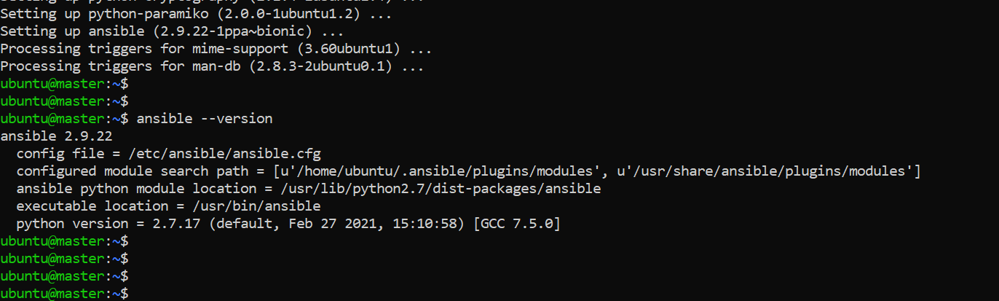 Setting up python-paramiko (2.0.0-1ubuntu1.2) ...
Setting up ansible (2.9.22-1ppa~bionic) ...
Processing triggers for mime-support (3.60ubuntu1) ...
Processing triggers for man-db (2.8.3-2ubuntu0.1) ...
ubuntu@master:~$
ubuntu@master:~$
ubuntu@master:~$ ansible --version
ansible 2.9.22
  config file = /etc/ansible/ansible.cfg
  configured module search path = [u'/home/ubuntu/.ansible/plugins/modules', u'/usr/share/ansible/plugins/modules']
  ansible python module location = /usr/lib/python2.7/dist-packages/ansible
  executable location = /usr/bin/ansible
  python version = 2.7.17 (default, Feb 27 2021, 15:10:58) [GCC 7.5.0]
ubuntu@master:~$
ubuntu@master:~$
ubuntu@master:~$
ubuntu@master:~$